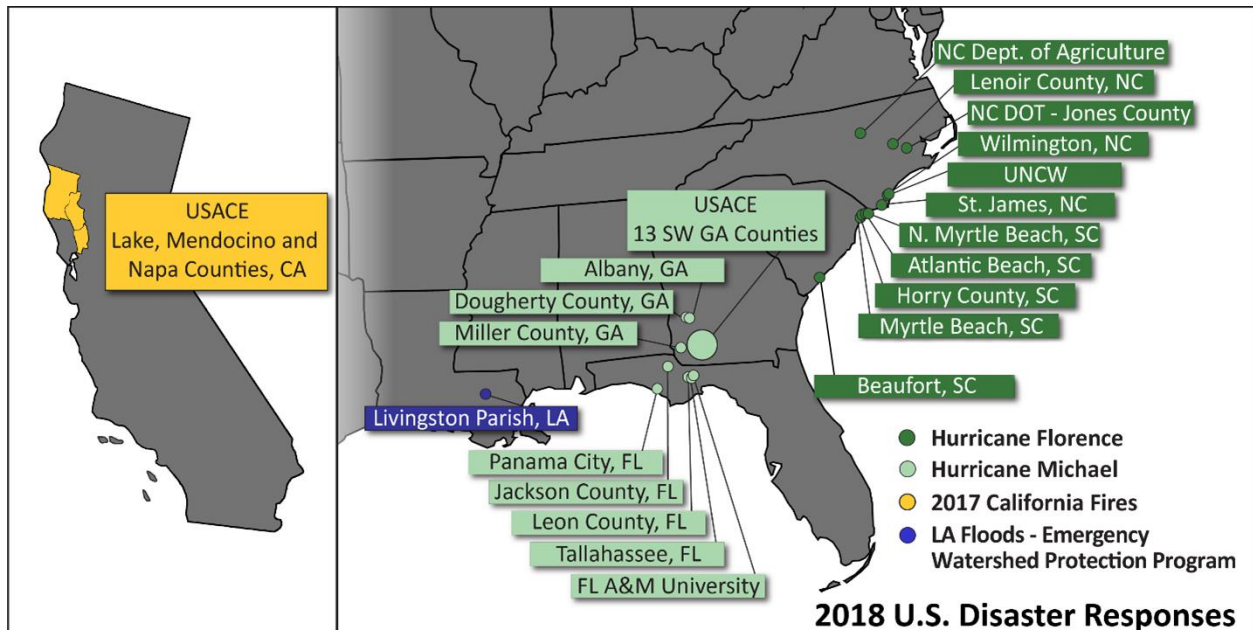 USACE
Lake, Mendocino and
Napa Counties, CA
NC Dept. of Agriculture
Lenoir County, NC
NC DOT - Jones County
Wilmington, NC
UNCW
St. James, NC
N. Myrtle Beach, SC
Atlantic Beach, SC
Horry County, SC
Myrtle Beach, SC
Beaufort, SC
USACE
13 SW GA Counties
Albany, GA
Dougherty County, GA
Miller County, GA
Livingston Parish, LA
Panama City, FL
Jackson County, FL
Leon County, FL
Tallahassee, FL
FL A&M University
Hurricane Florence
Hurricane Michael
2017 California Fires
LA Floods - Emergency
Watershed Protection Program
2018 U.S. Disaster Responses